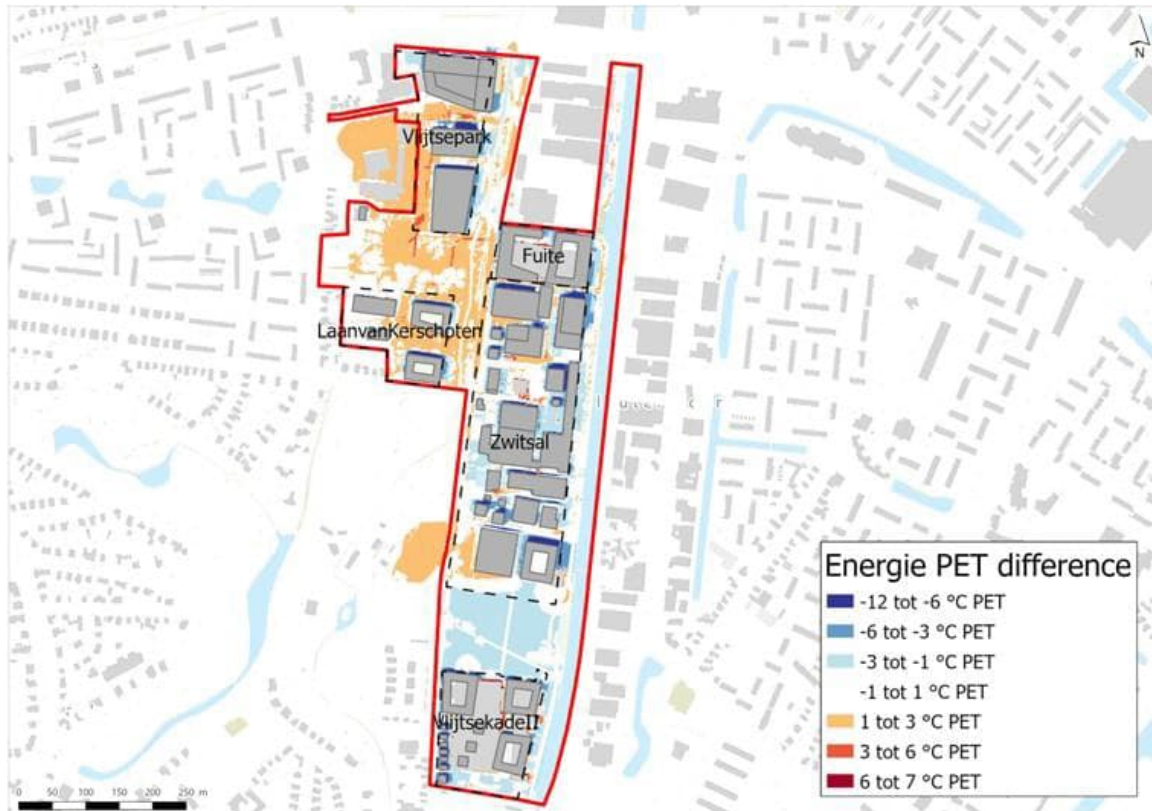 N
Vlijtsepark
Fuite
LaanvanKerschoten
Zwitsal
VlijtsekadeII
Energie PET difference
-12 tot -6 °C PET
-6 tot -3 °C PET
-3 tot -1 °C PET
-1 tot 1 °C PET
1 tot 3 °C PET
3 tot 6 °C PET
6 tot 7 °C PET
0 50 100 150 200 250 m